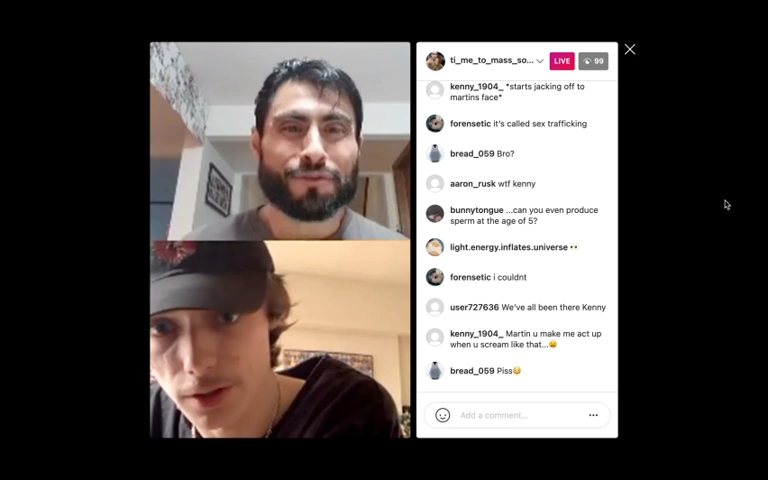 ti_me_to_mass_so...
LIVE
99
kenny_1904_ *starts jacking off to
martins face*
forensetic it's called sex trafficking
bread_059 Bro?
aaron_rusk wtf kenny
bunnytongue ...can you even produce
sperm at the age of 5?
light.energy.inflates.universe 👀
forensetic i couldnt
user727636 We've all been there Kenny
kenny_1904_ Martin u make me act up
when u scream like that...😩
bread_059 Piss😏
Add a comment...